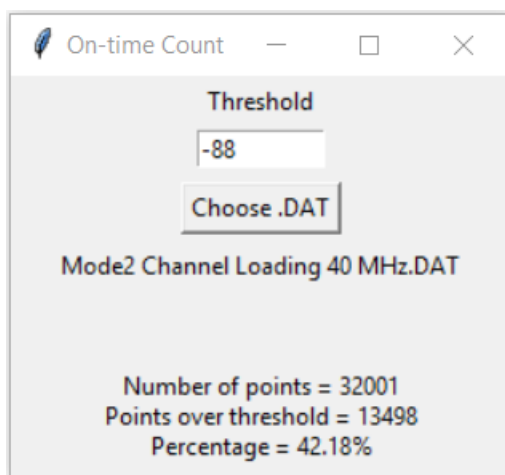 On-time Count
Threshold
-88
Choose .DAT
Mode2 Channel Loading 40 MHz.DAT
Number of points = 32001
Points over threshold = 13498
Percentage = 42.18%